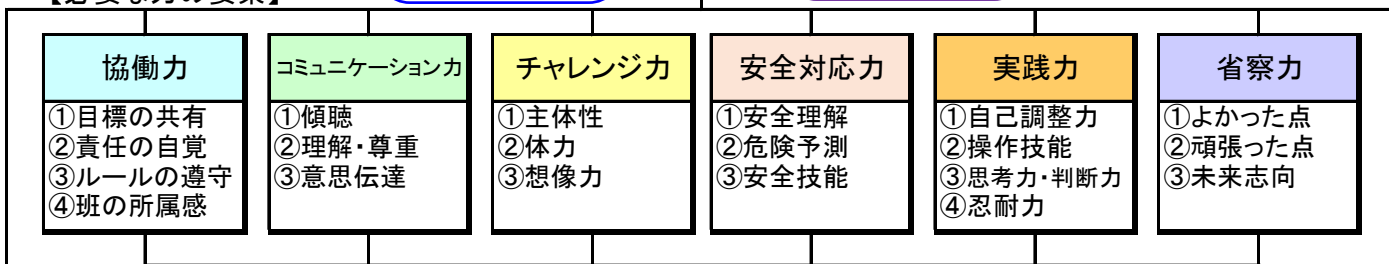 【必要な力の要素】
協働力
①目標の共有
②責任の自覚
③ルールの遵守
④班の所属感
コミュニケーション力
①傾聴
②理解・尊重
③意思伝達
チャレンジ力
①主体性
②体力
③想像力
安全対応力
①安全理解
②危険予測
③安全技能
実践力
①自己調整力
②操作技能
③思考力・判断力
④忍耐力
省察力
①よかった点
②頑張った点
③未来志向